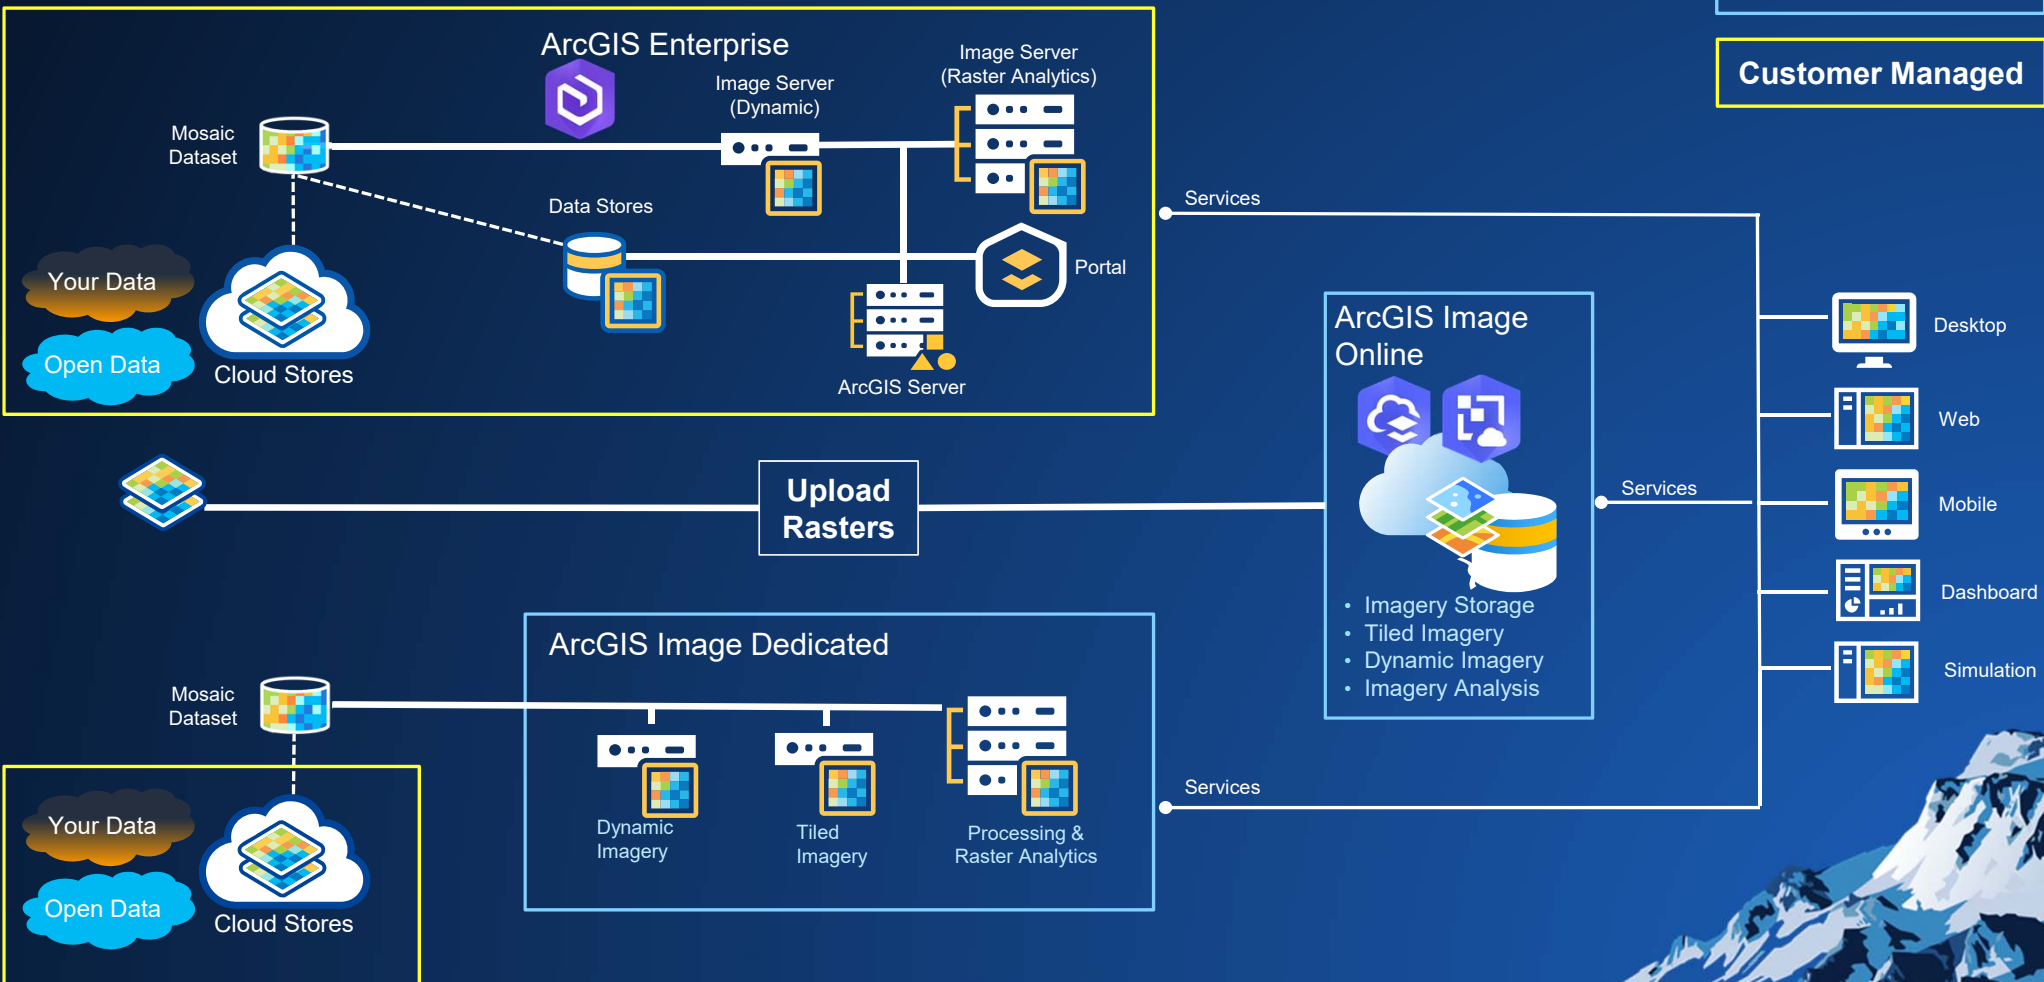 ArcGIS Enterprise
Image Server
(Dynamic)
Image Server
(Raster Analytics)
Customer Managed
Mosaic
Dataset
Data Stores
Services
Portal
Your Data
Open Data
Cloud Stores
ArcGIS Server
ArcGIS Image
Online
Desktop
Web
Upload
Rasters
Services
Mobile
Dashboard
• Imagery Storage
• Tiled Imagery
• Dynamic Imagery
• Imagery Analysis
Simulation
ArcGIS Image Dedicated
Mosaic
Dataset
Services
Dynamic
Imagery
Tiled
Imagery
Processing &
Raster Analytics
Your Data
Open Data
Cloud Stores